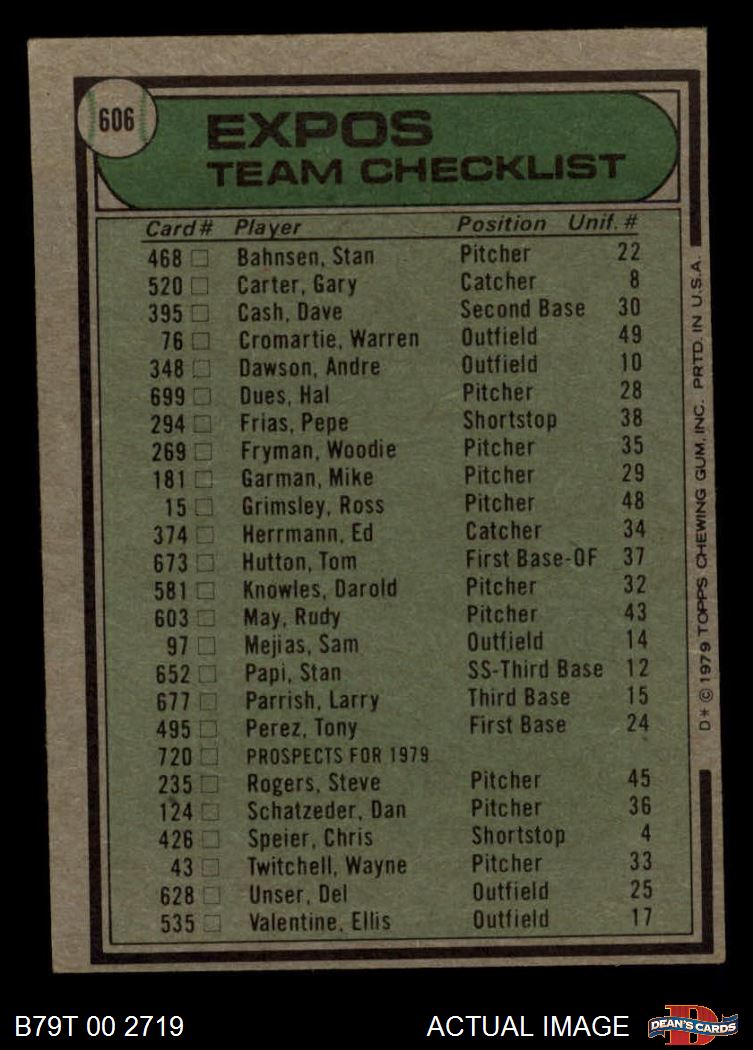 606
EXPOS
TEAM CHECKLIST
Card# Player Position Unif. #
468 Bahnsen, Stan Pitcher 22
520 Carter, Gary Catcher 8
395 Cash, Dave Second Base 30
76 Cromartie, Warren Outfield 49
348 Dawson, Andre Outfield 10
699 Dues, Hal Pitcher 28
294 Frias, Pepe Shortstop 38
269 Fryman, Woodie Pitcher 35
181 Garman, Mike Pitcher 29
15 Grimsley, Ross Pitcher 48
374 Herrmann, Ed Catcher 34
673 Hutton, Tom First Base-OF 37
581 Knowles, Darold Pitcher 32
603 May, Rudy Pitcher 43
97 Mejias, Sam Outfield 14
652 Papi, Stan SS-Third Base 12
677 Parrish, Larry Third Base 15
495 Perez, Tony First Base 24
720 PROSPECTS FOR 1979
235 Rogers, Steve Pitcher 45
124 Schatzeder, Dan Pitcher 36
426 Speier, Chris Shortstop 4
43 Twitchell, Wayne Pitcher 33
628 Unser, Del Outfield 25
535 Valentine, Ellis Outfield 17
D* © 1979 TOPPS CHEWING GUM, INC. PRTD. IN U.S.A.
B79T 00 2719 ACTUAL IMAGE
D
DEAN'S CARDS